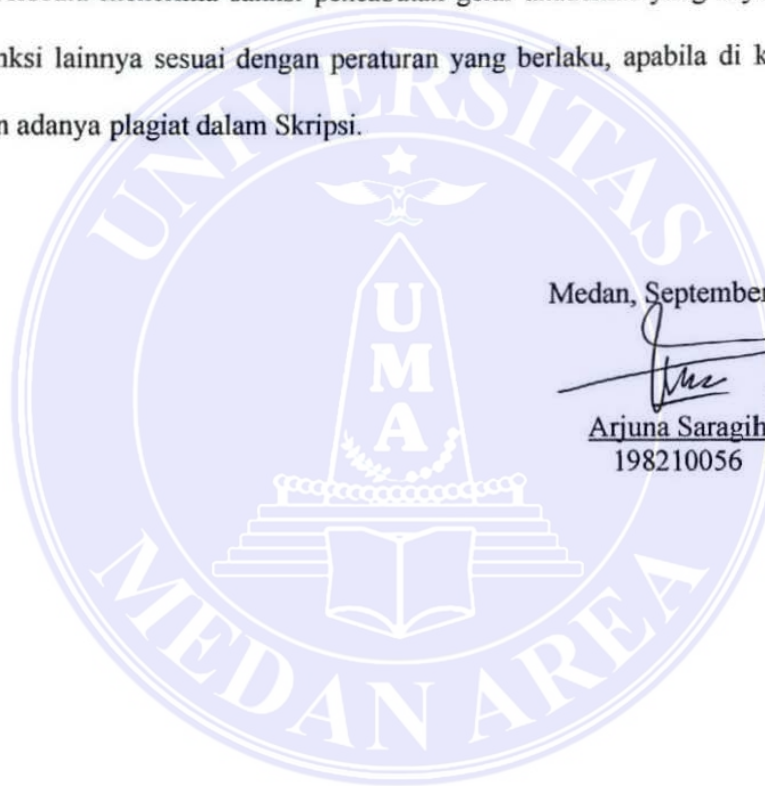 nksi lainnya sesuai dengan peraturan yang berlaku, apabila di k
n adanya plagiat dalam Skripsi.
UNIVERSITAS
UMA
Medan, September
Arjuna Saragih
198210056
MEDAN AREA